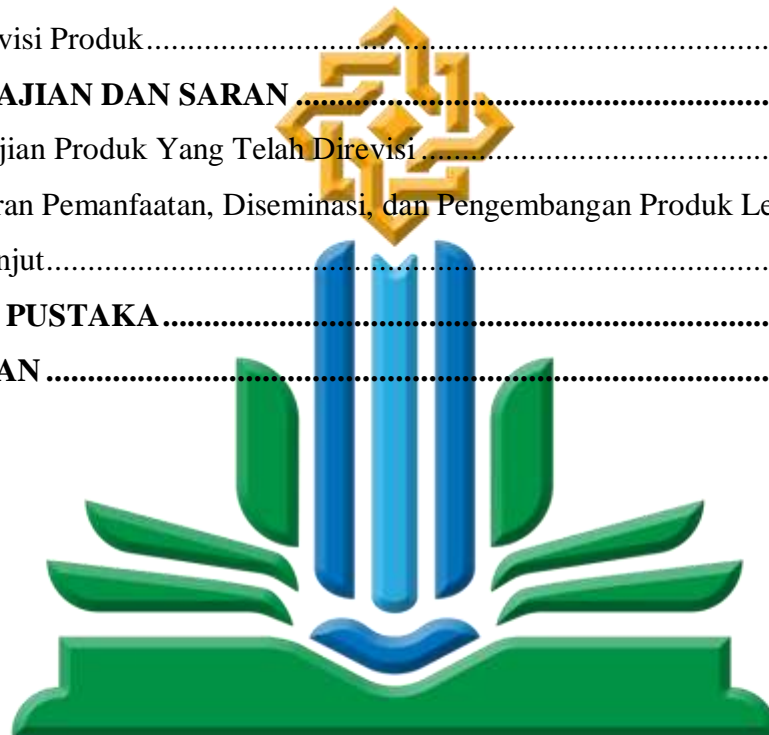 visi Produk....................................................................................
AJIAN DAN SARAN..........................................................
jian Produk Yang Telah Direvisi...........................................
ran Pemanfaatan, Diseminasi, dan Pengembangan Produk Le
njut................................................................................................
PUSTAKA..........................................................................
AN........................................................................................